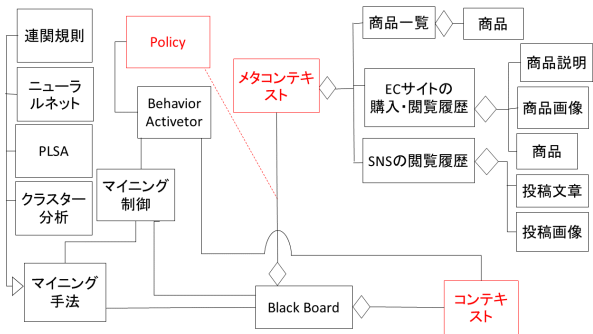 連関規則
ニューラ
ルネット
PLSA
クラスター
分析
マイニング
手法
Policy
Behavior
Activetor
マイニング
制御
メタコンテキ
スト
Black Board
コンテキ
スト
商品一覧
商品
ECサイトの
購入・閲覧履歴
商品説明
商品画像
商品
SNSの閲覧履歴
投稿文章
投稿画像